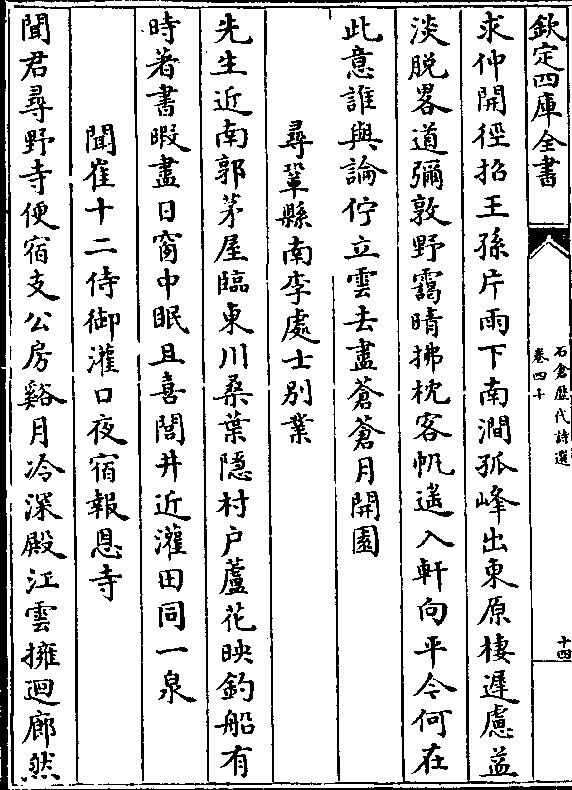 欽定四庫全書
石倉歷代詩選
卷四十
十四
求仲開徑招王孫片雨下南澗孤峰出東原棲遲慮益
淡脱畧道彌敦野靄晴拂枕客帆遙入軒向平今何在
此意誰與論佇立雲去盡蒼蒼月開園
尋鞏縣南李處士別業
先生近南郭茅屋臨東川桑葉隱村户蘆花映釣船有
時著書暇盡日窗中眠且喜閭井近灌田同一泉
聞崔十二侍御灌口夜宿報恩寺
聞君尋野寺便宿支公房谿月冷深殿江雲擁迴廊然